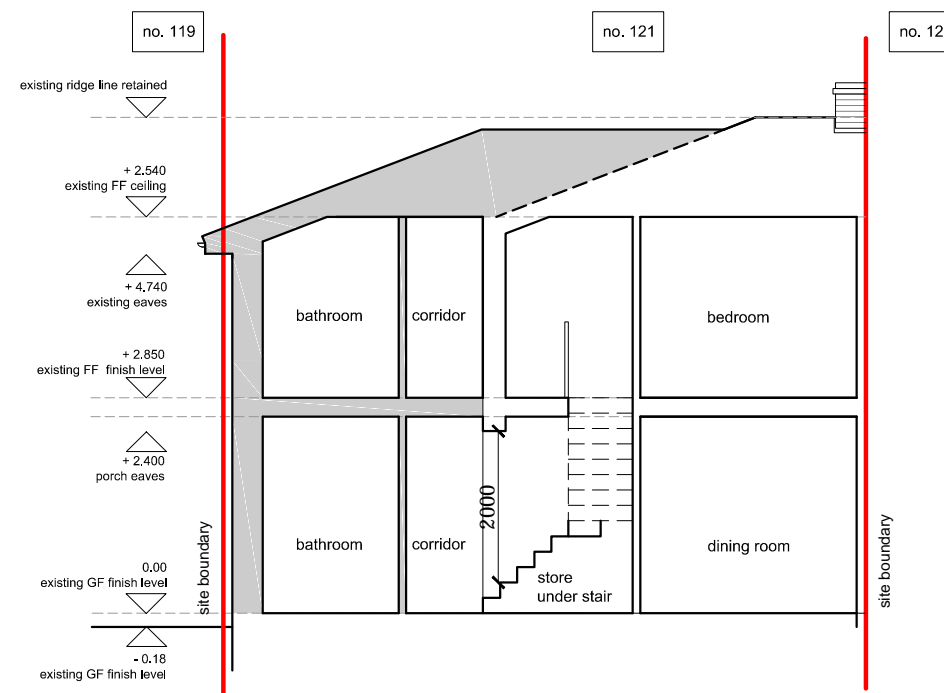 no. 119
no. 121
no. 12
existing ridge line retained
+ 2.540
existing FF ceiling
+ 4.740
existing eaves
+ 2.850
existing FF finish level
+ 2.400
porch eaves
0.00
existing GF finish level
- 0.18
existing GF finish level
site boundary
bathroom
corridor
bedroom
2000
bathroom
corridor
store
under stair
dining room
site boundary